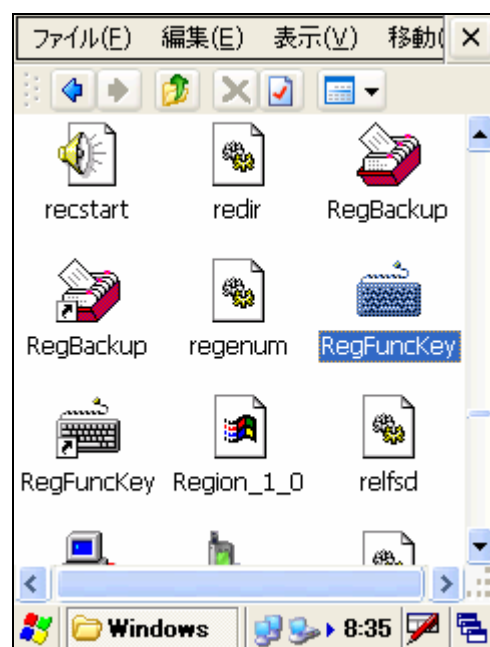 ファイル(F) 編集(E) 表示(V) 移動(
recstart redir RegBackup
RegBackup regenum RegFuncKey
RegFuncKey Region_1_0 relfsd
Windows 8:35